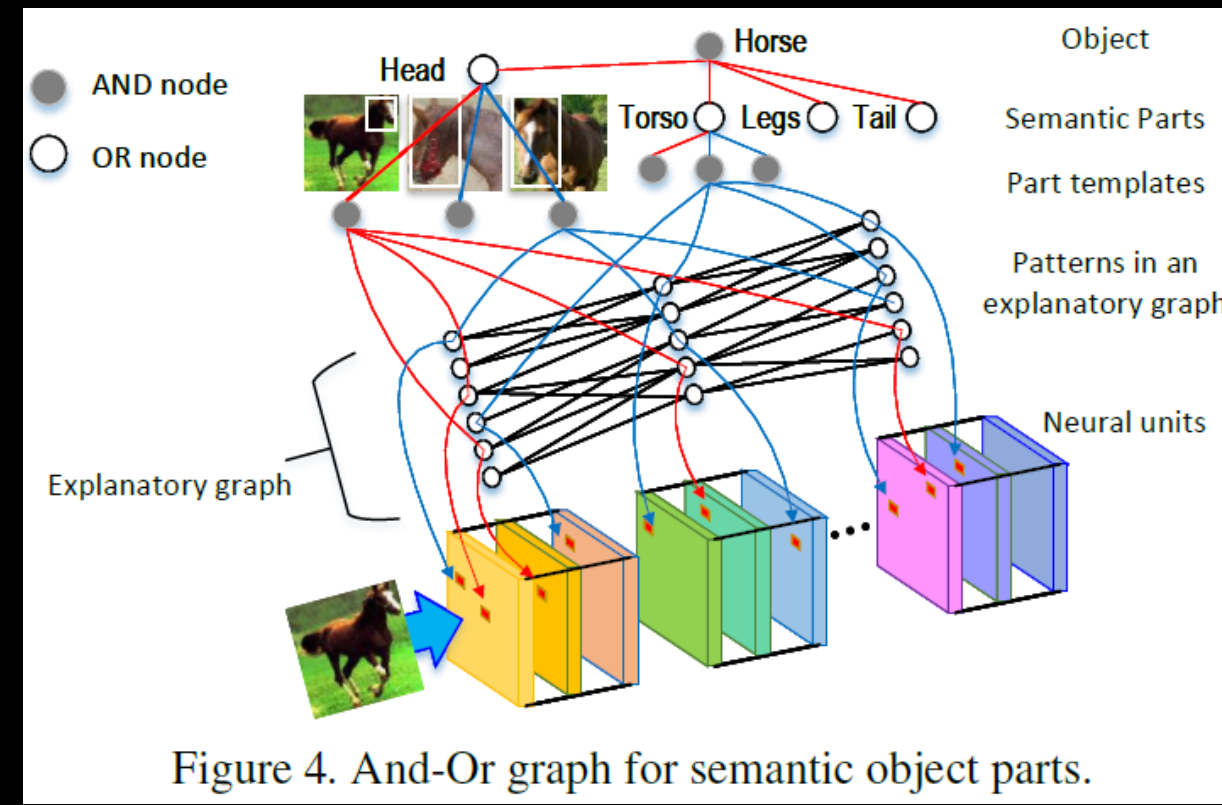 AND node
OR node
Head
Horse
Object
Torso Legs Tail
Semantic Parts
Part templates
Patterns in an
explanatory graph
Neural units
Explanatory graph
Figure 4. And-Or graph for semantic object parts.